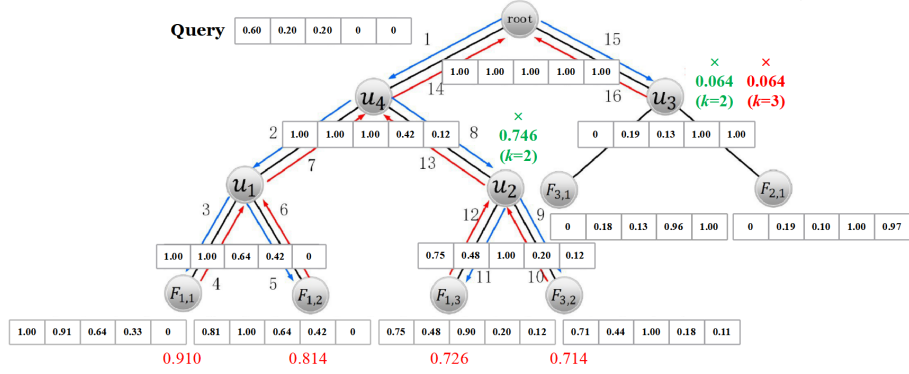 root
Query 0.60 0.20 0.20 0 0
1 15
1.00 1.00 1.00 1.00 1.00
14 16
u4 u3
× ×
0.064 0.064
(k=2) (k=3)
×
0.746
(k=2)
2 8
1.00 1.00 1.00 0.42 0.12
0 0.19 0.13 1.00 1.00
7 13
u1 u2 F3,1 F2,1
3 6 12 9
0 0.18 0.13 0.96 1.00
0 0.19 0.10 1.00 0.97
1.00 1.00 0.64 0.42 0
0.75 0.48 1.00 0.20 0.12
4 5 11 10
F1,1 F1,2 F1,3 F3,2
1.00 0.91 0.64 0.33 0
0.81 1.00 0.64 0.42 0
0.75 0.48 0.90 0.20 0.12
0.71 0.44 1.00 0.18 0.11
0.910 0.814 0.726 0.714